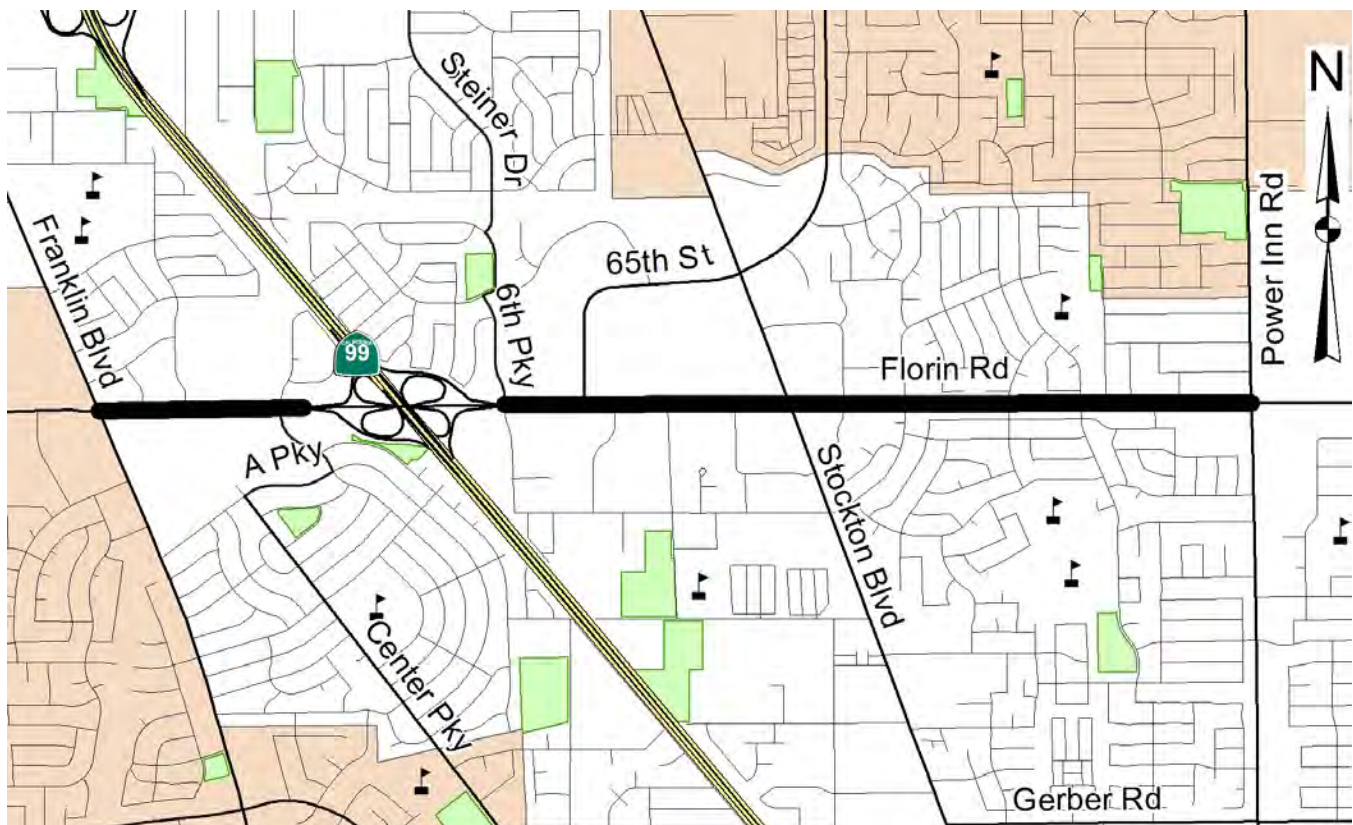 Steiner Dr
N
Franklin Blvd
65th St
Power Inn Rd
6th Pky
99
Florin Rd
A Pky
Stockton Blvd
Center Pky
Gerber Rd